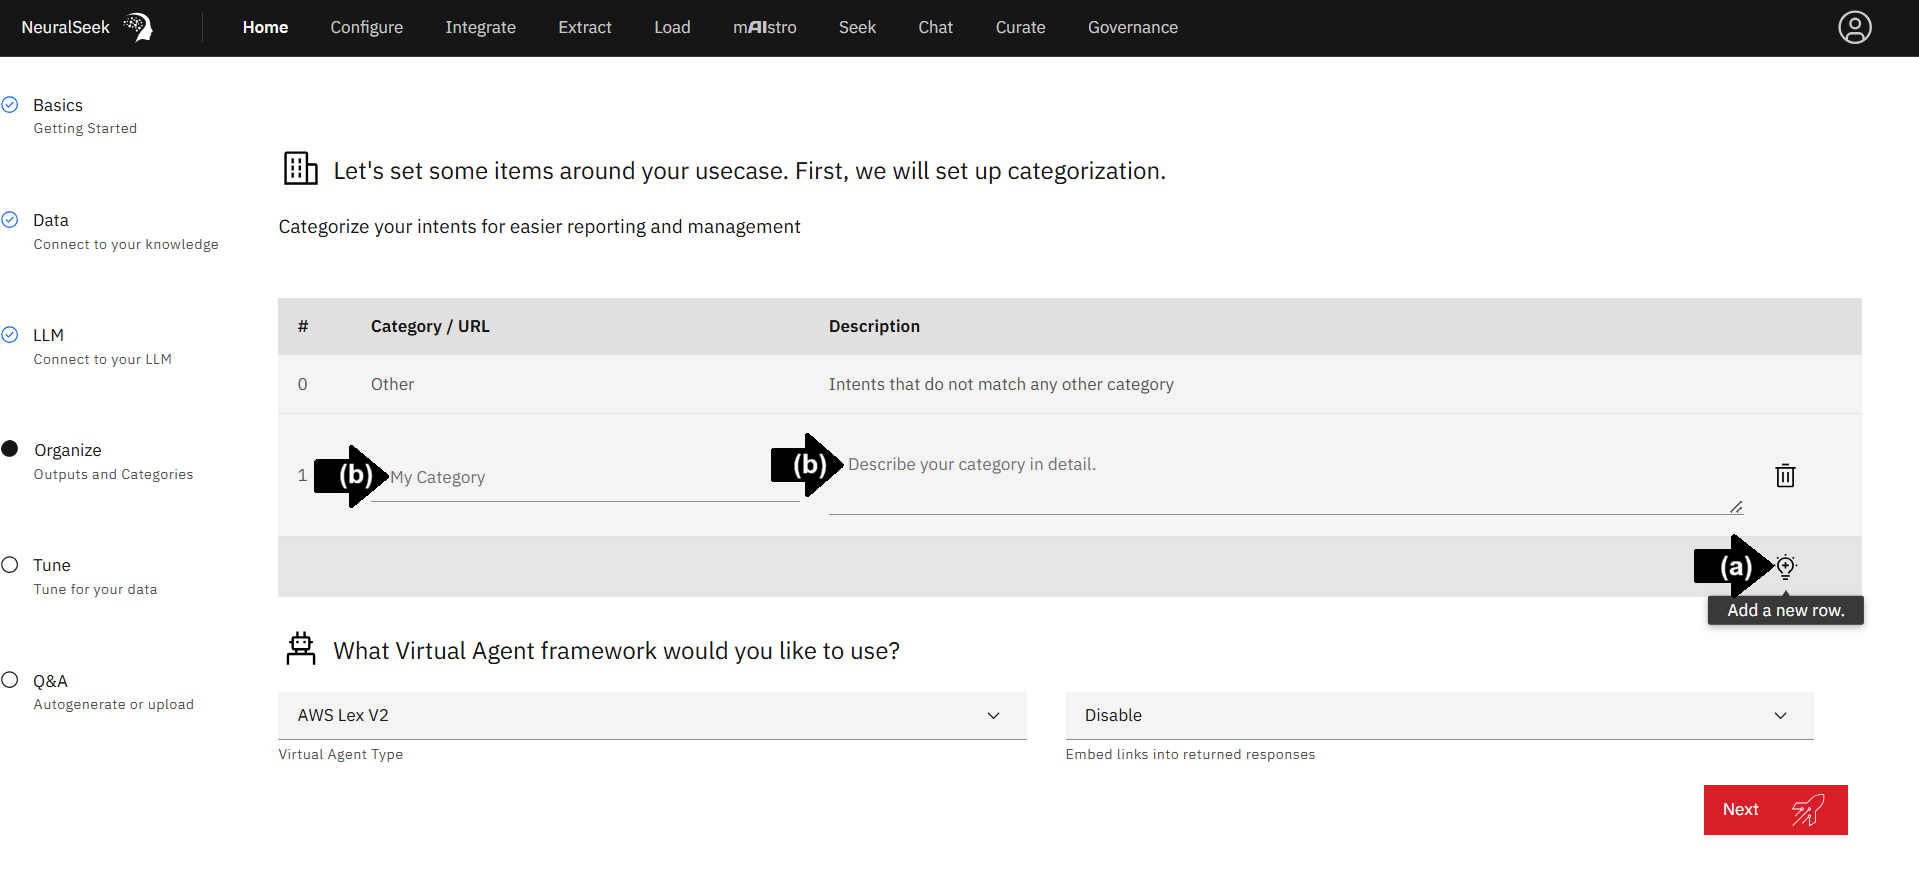 NeuralSeek Home Configure Integrate Extract Load mAIstro Seek Chat Curate Governance
Basics
Getting Started
Data
Connect to your knowledge
LLM
Connect to your LLM
Organize
Outputs and Categories
Tune
Tune for your data
Q&A
Autogenerate or upload
Let's set some items around your usecase. First, we will set up categorization.
Categorize your intents for easier reporting and management
# Category / URL Description
0 Other Intents that do not match any other category
1 (b) My Category (b) Describe your category in detail.
(a)
Add a new row.
What Virtual Agent framework would you like to use?
AWS Lex V2 Disable
Virtual Agent Type Embed links into returned responses
Next